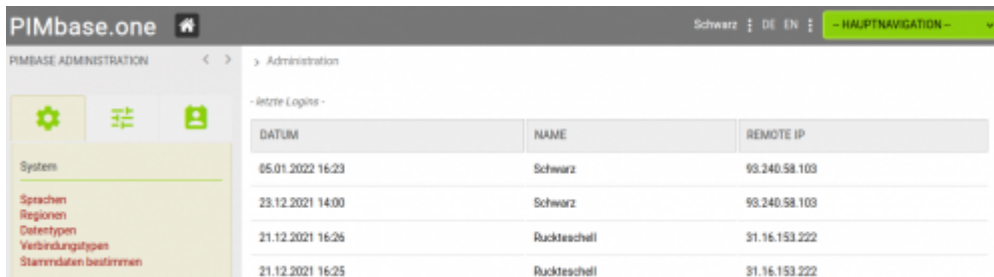 PIMbase.one
Schwarz ⋮ DE EN ⋮ -- HAUPTNAVIGATION --
PIMBASE ADMINISTRATION < >
> Administration
- letzte Logins -
DATUM NAME REMOTE IP
System
05.01.2022 16:23 Schwarz 93.240.58.103
23.12.2021 14:00 Schwarz 93.240.58.103
21.12.2021 16:26 Ruckteschell 31.16.153.222
21.12.2021 16:25 Ruckteschell 31.16.153.222
Sprachen
Regionen
Datentypen
Verbindungstypen
Stammdaten bestimmen